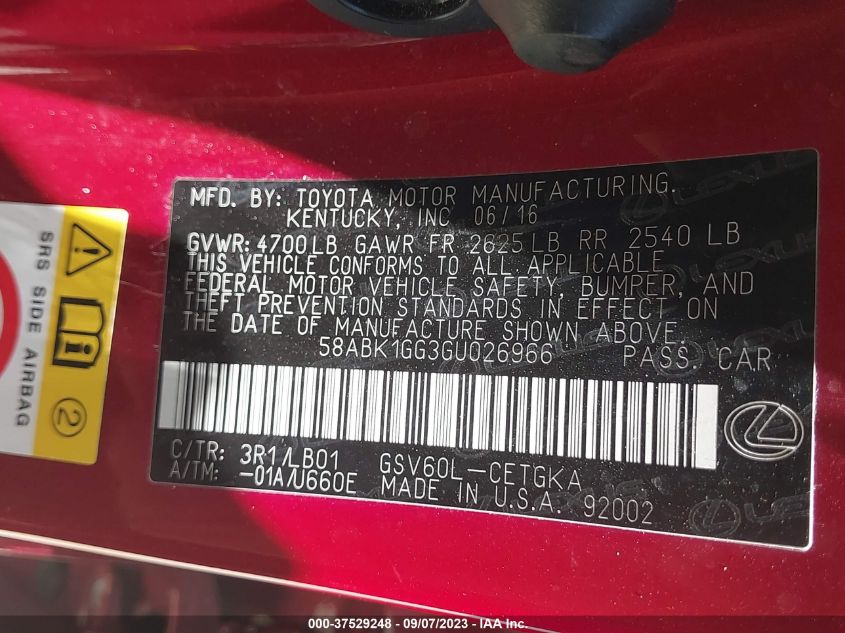 MFD. BY: TOYOTA MOTOR MANUFACTURING.
KENTUCKY, INC 06/16
GVWR: 4700LB GAWR FR 2625LB RR 2540 LB
THIS VEHICLE CONFORMS TO ALL APPLICABLE
FEDERAL MOTOR VEHICLE SAFETY, BUMPER, AND
THEFT PREVENTION STANDARDS IN EFFECT ON
THE DATE OF MANUFACTURE SHOWN ABOVE.
58ABK1GG3GU026966 PASS. CAR
C/TR: 3R1/LB01 GSV60L-CETGKA
A/TM: -01A/U660E MADE IN U.S.A. 92002
SRS SIDE AIRBAG
2
000-37529248 - 09/07/2023 - IAA Inc.